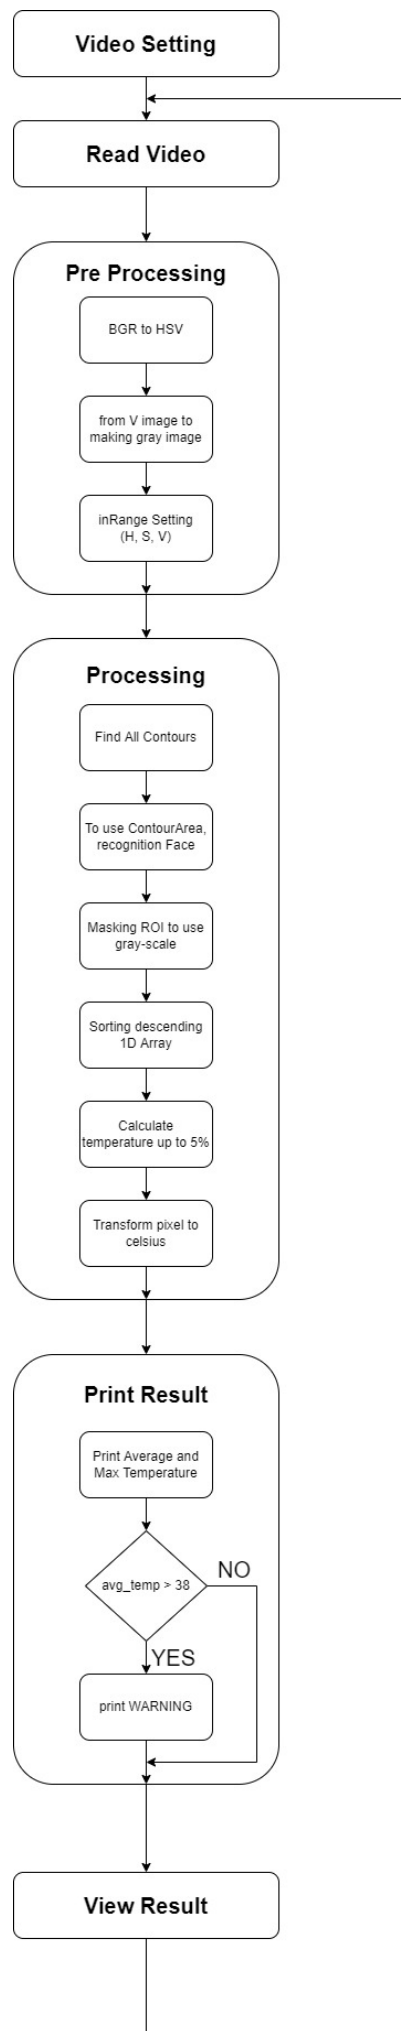 Video Setting
Read Video
Pre Processing
BGR to HSV
from V image to
making gray image
inRange Setting
(H, S, V)
Processing
Find All Contours
To use ContourArea,
recognition Face
Masking ROI to use
gray-scale
Sorting descending
1D Array
Calculate
temperature up to 5%
Transform pixel to
celsius
Print Result
Print Average and
Max Temperature
avg_temp > 38
NO
YES
print WARNING
View Result